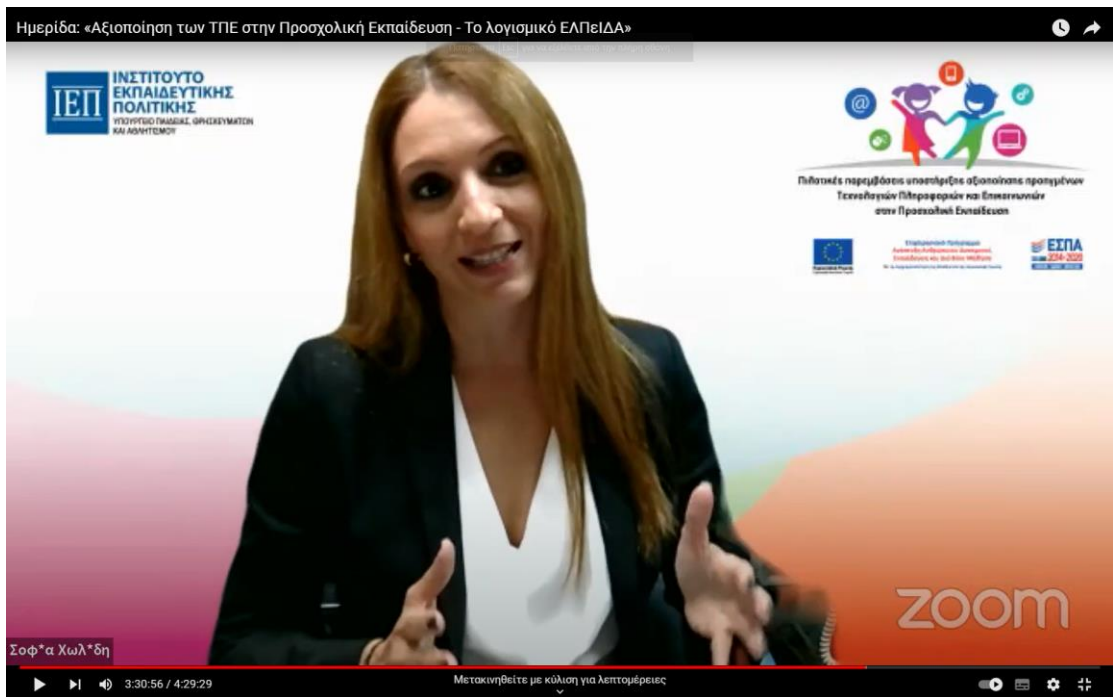 Ημερίδα: «Αξιοποίηση των ΤΠΕ στην Προσχολική Εκπαίδευση - Το λογισμικό ΕΛΠeΙΔΑ»
ΙΕΠ
ΙΝΣΤΙΤΟΥΤΟ
ΕΚΠΑΙΔΕΥΤΙΚΗΣ
ΠΟΛΙΤΙΚΗΣ
ΥΠΟΥΡΓΕΙΟ ΠΑΙΔΕΙΑΣ, ΘΡΗΣΚΕΥΜΑΤΩΝ
ΚΑΙ ΑΘΛΗΤΙΣΜΟΥ
@
Πιλοτικές παρεμβάσεις υποστήριξης αξιοποίησης προηγμένων
Τεχνολογιών Πληροφοριών και Επικοινωνιών
στην Προσχολική Εκπαίδευση
ΕΣΠΑ
2014-2020
zoom
Σοφ*α Χωλ*δη
3:30:56 / 4:29:29
Μετακινηθείτε με κύλιση για λεπτομέρειες